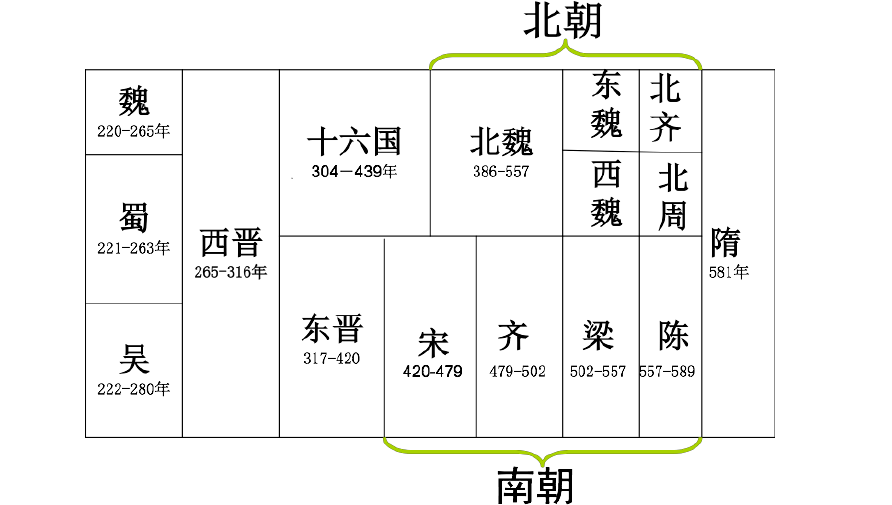 北朝
魏
220-265年
蜀
221-263年
吴
222-280年
西晋
265-316年
十六国
304－439年
北魏
386-557
东魏
西魏
北齐
北周
东晋
317-420
宋
420-479
齐
479-502
梁
502-557
陈
557-589
隋
581年
南朝